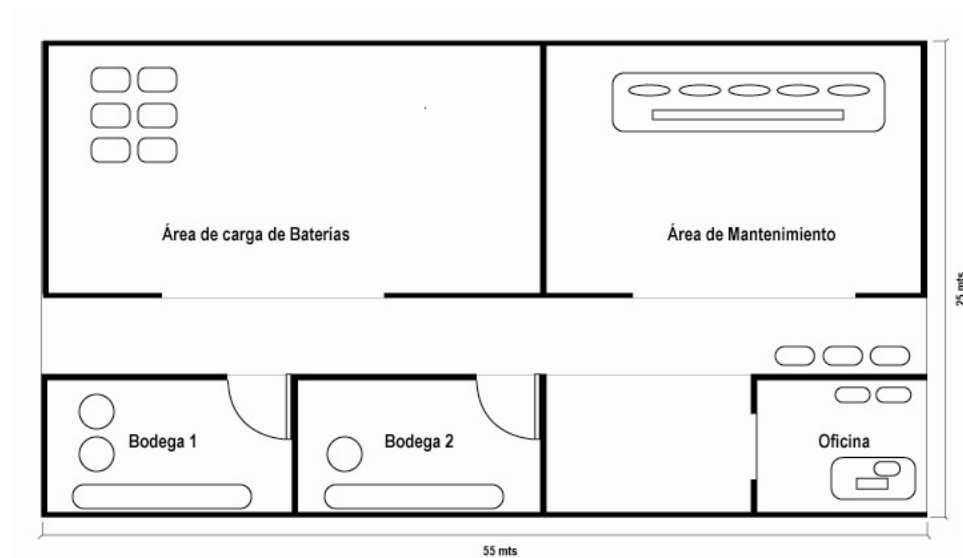 Área de carga de Baterías
Área de Mantenimiento
25 mts
Bodega 1
Bodega 2
Oficina
55 mts